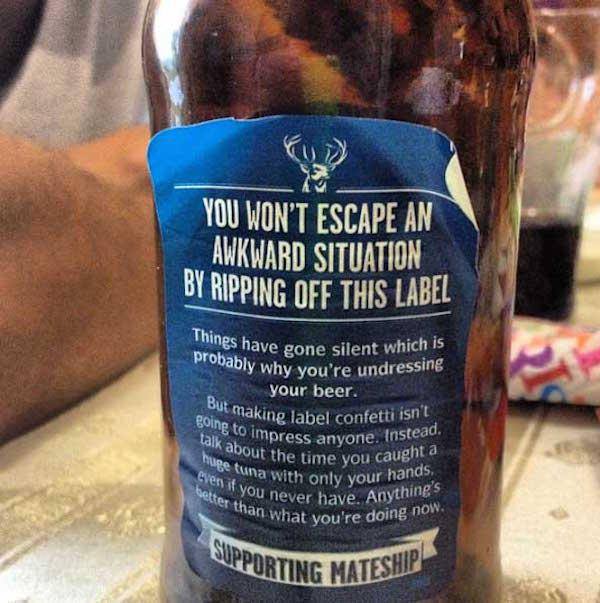 YOU WON'T ESCAPE AN
AWKWARD SITUATION
BY RIPPING OFF THIS LABEL
Things have gone silent which is
probably why you're undressing
your beer.
But making label confetti isn't
going to impress anyone. Instead,
talk about the time you caught a
huge tuna with only your hands,
even if you never have. Anything's
better than what you're doing now.
SUPPORTING MATESHIP